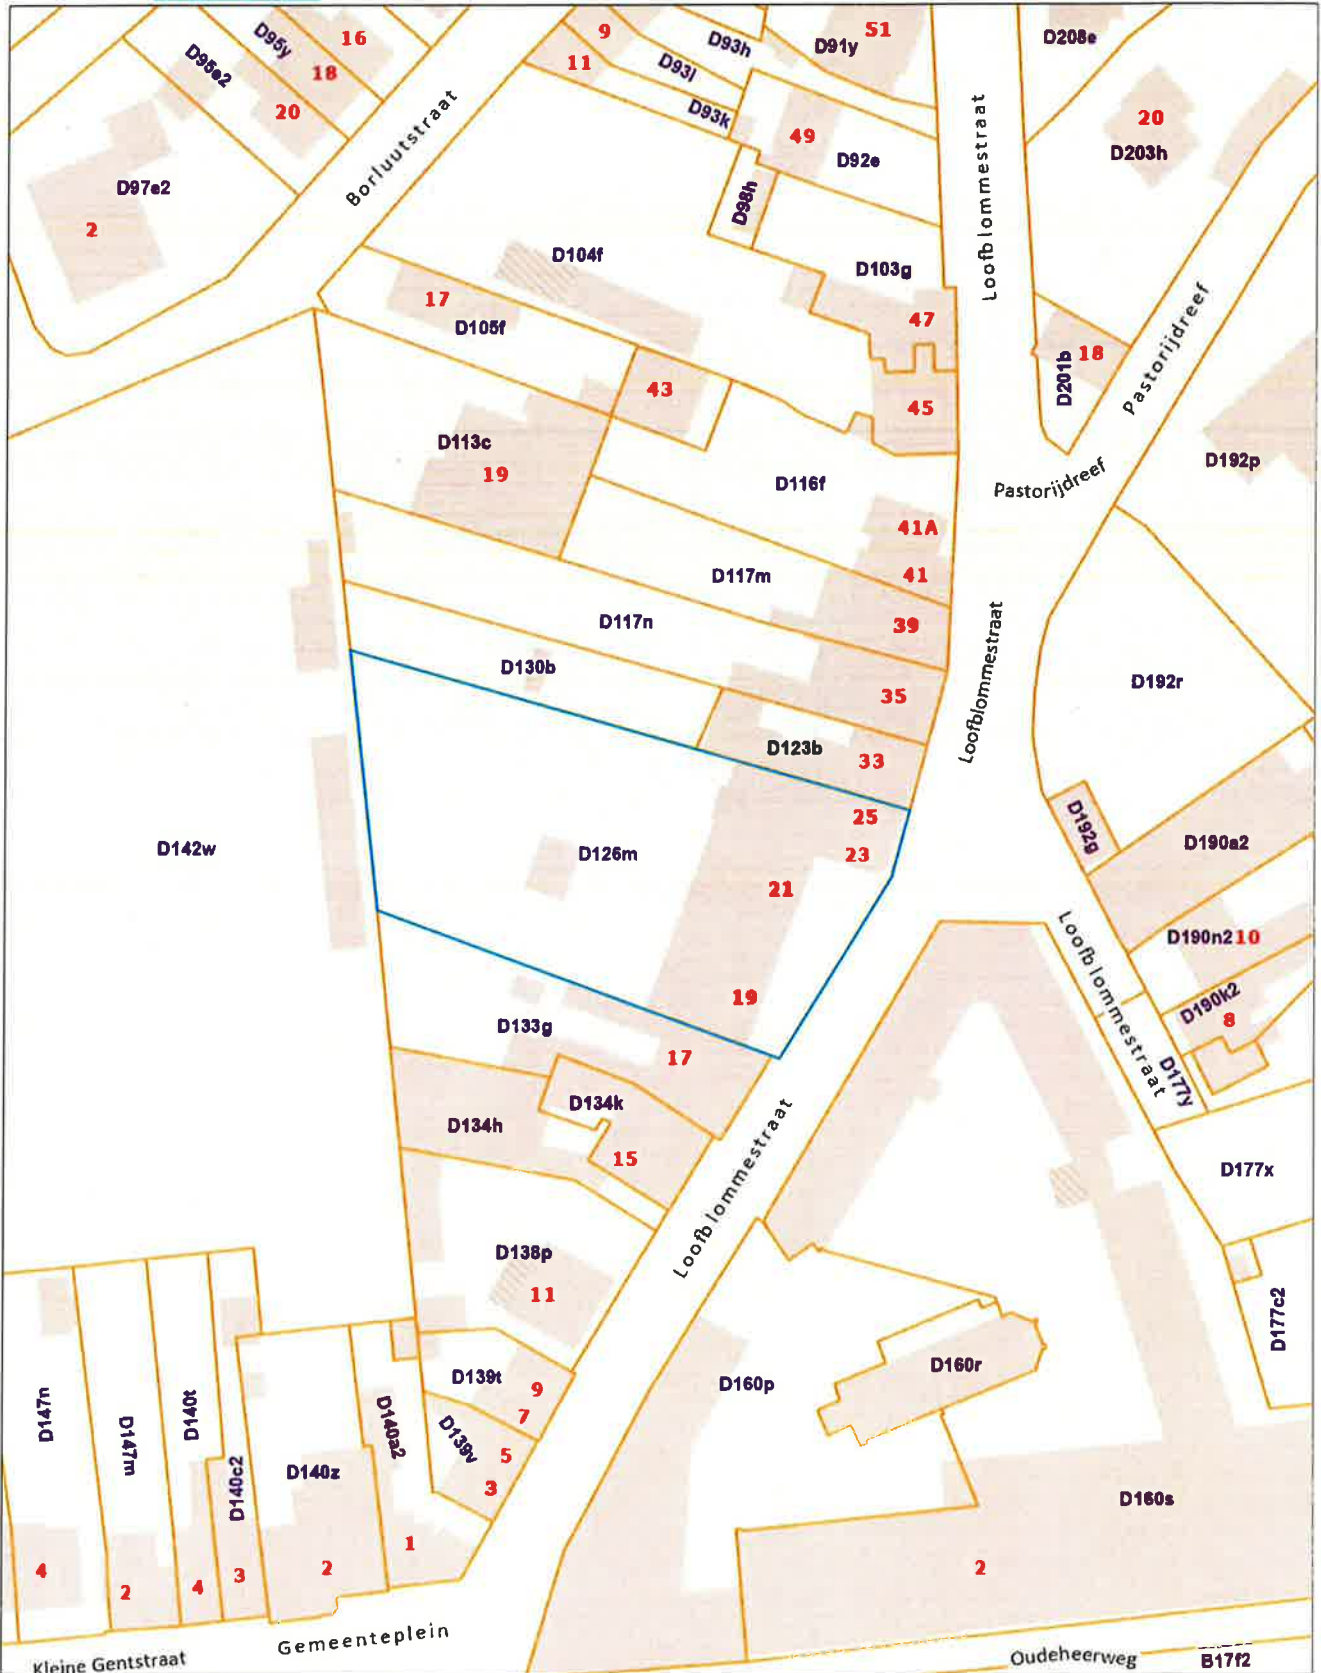 16
D95y
18
D95e2
20
9
11
D93h
D93l
D93k
51
D91y
D208e
49
D92e
20
D203h
D97e2
2
Borluutstraat
Loofblommestraat
D98h
D104f
D103g
17
D105f
47
Pastorijdreef
D201b
18
43
45
D113c
19
D116f
Pastorijdreef
D192p
41A
41
D117m
D117n
39
Loofblommestraat
D130b
35
D192r
D123b
33
25
D192g
D190a2
D142w
D126m
23
21
Loofblommestraat
D190n2
10
19
D190k2
8
D133g
17
D177y
D134k
D134h
15
Loofblommestraat
D177x
D138p
11
D177c2
D160r
D139t
9
7
D160p
D147n
D147m
D140t
D140a2
D139v
5
3
D140c2
D140z
D160s
4
2
4
3
2
1
2
Gemeenteplein
Kleine Gentstraat
Oudeheerweg
B17f2